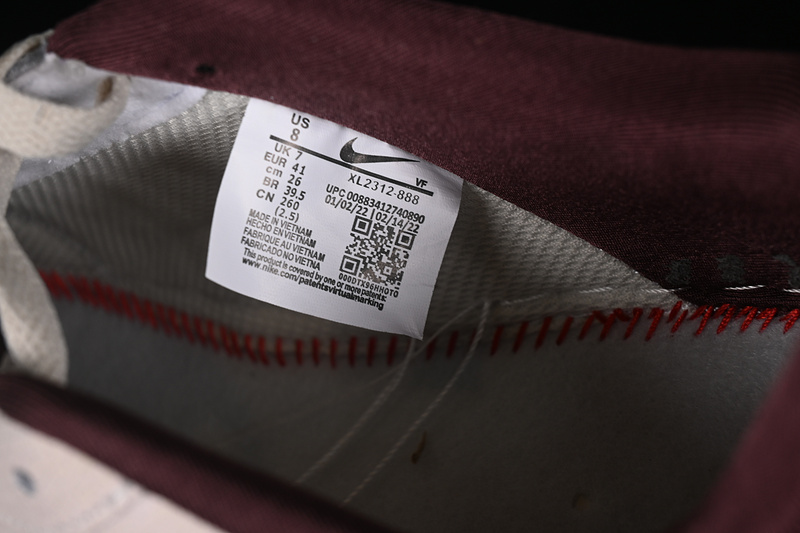 US
8
UK 7
EUR 41
cm 26
BR 39.5
CN 260
(2.5)
VF
XL2312-888
UPC 00883412740890
01/02/22 | 02/14/22
MADE IN VIETNAM
HECHO EN VIETNAM
FABRIQUE AU VIETNAM
FABRICADO NO VIETNA
This product is covered by one or more patents:
www.nike.com/patentsvirtualmarking